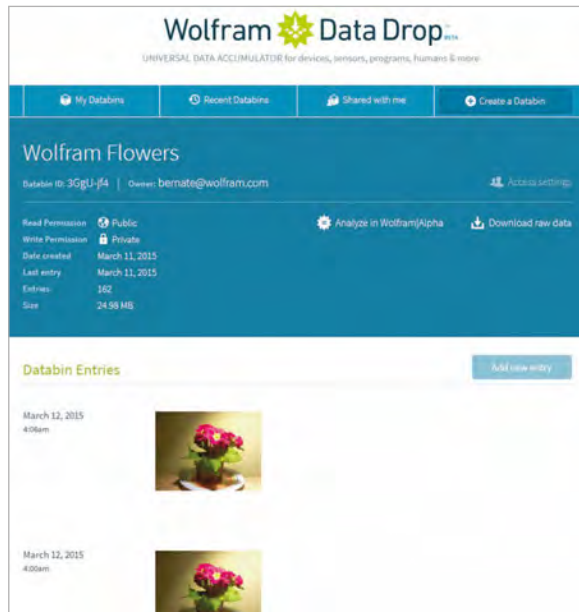 Wolfram Data Drop™ BETA
UNIVERSAL DATA ACCUMULATOR for devices, sensors, programs, humans & more
My Databins
Recent Databins
Shared with me
Create a Databin
Wolfram Flowers
Databin ID: 3GgU-jf4 | Owner: bernate@wolfram.com
Access settings
Read Permission Public
Analyze in Wolfram|Alpha
Download raw data
Write Permission Private
Date created March 11, 2015
Last entry March 11, 2015
Entries 162
Size 24.98 MB
Databin Entries
Add new entry
March 12, 2015
4:06am
March 12, 2015
4:00am